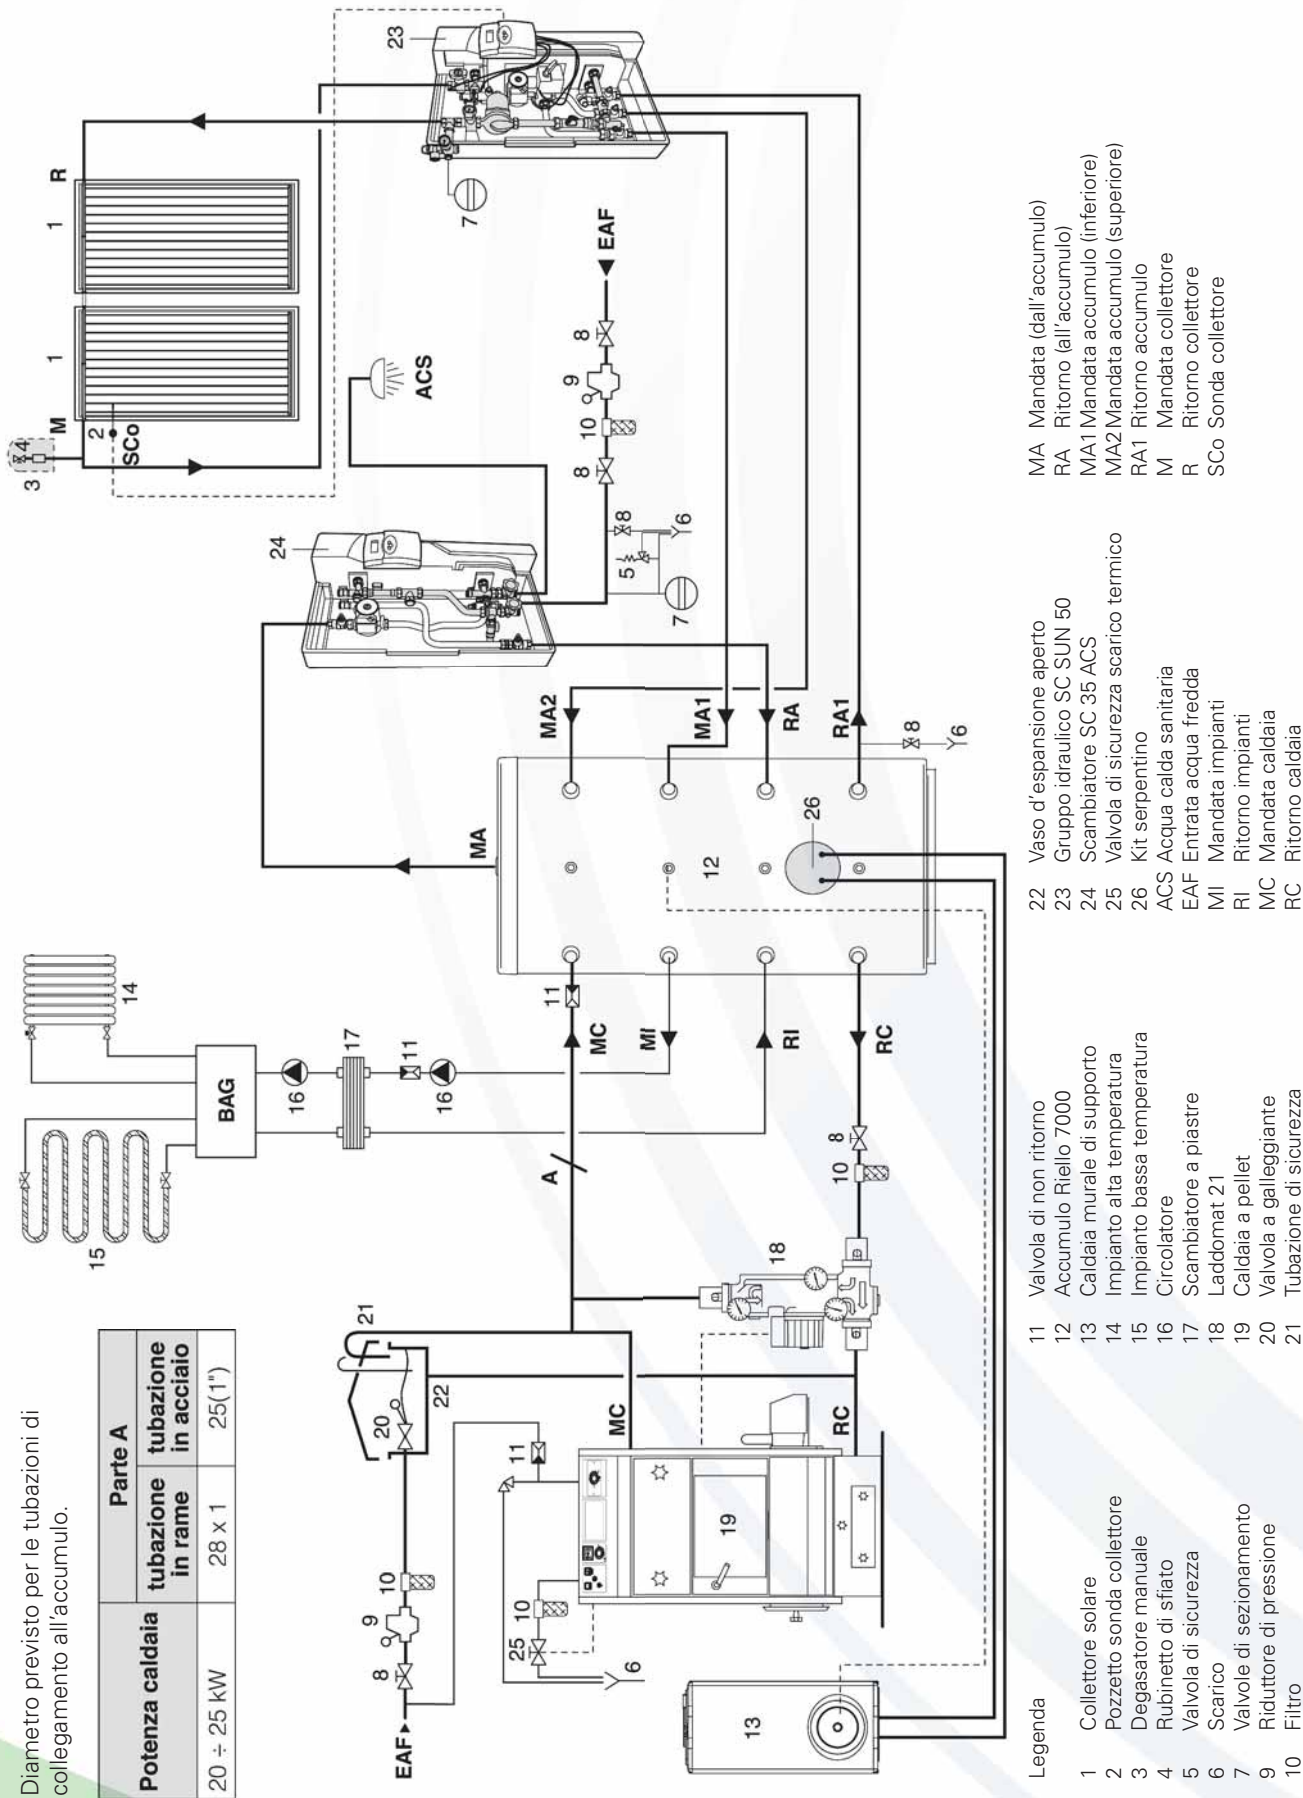 Diametro previsto per le tubazioni di
collegamento all'accumulo.
Potenza caldaia
Parte A
tubazione in rame
tubazione in acciaio
20 ÷ 25 kW
28 x 1
25(1")
15
14
BAG
16
17
11
16
MI
RI
A
MC
11
RC
8
10
18
21
22
20
EAF
8
9
10
11
25
10
6
MC
RC
19
13
12
26
MA
MA2
MA1
RA
RA1
8
6
24
ACS
3
4
M
1
1
R
2
SCo
23
7
EAF
8
9
10
8
8
5
6
7
Legenda
1 Collettore solare
2 Pozzetto sonda collettore
3 Degasatore manuale
4 Rubinetto di sfiato
5 Valvola di sicurezza
6 Scarico
7 Valvole di sezionamento
9 Riduttore di pressione
10 Filtro
11 Valvola di non ritorno
12 Accumulo Riello 7000
13 Caldaia murale di supporto
14 Impianto alta temperatura
15 Impianto bassa temperatura
16 Circolatore
17 Scambiatore a piastre
18 Laddomat 21
19 Caldaia a pellet
20 Valvola a galleggiante
21 Tubazione di sicurezza
22 Vaso d'espansione aperto
23 Gruppo idraulico SC SUN 50
24 Scambiatore SC 35 ACS
25 Valvola di sicurezza scarico termico
26 Kit serpentino
ACS Acqua calda sanitaria
EAF Entrata acqua fredda
MI Mandata impianti
RI Ritorno impianti
MC Mandata caldaia
RC Ritorno caldaia
MA Mandata (dall'accumulo)
RA Ritorno (all'accumulo)
MA1 Mandata accumulo (inferiore)
MA2 Mandata accumulo (superiore)
RA1 Ritorno accumulo
M Mandata collettore
R Ritorno collettore
SCo Sonda collettore